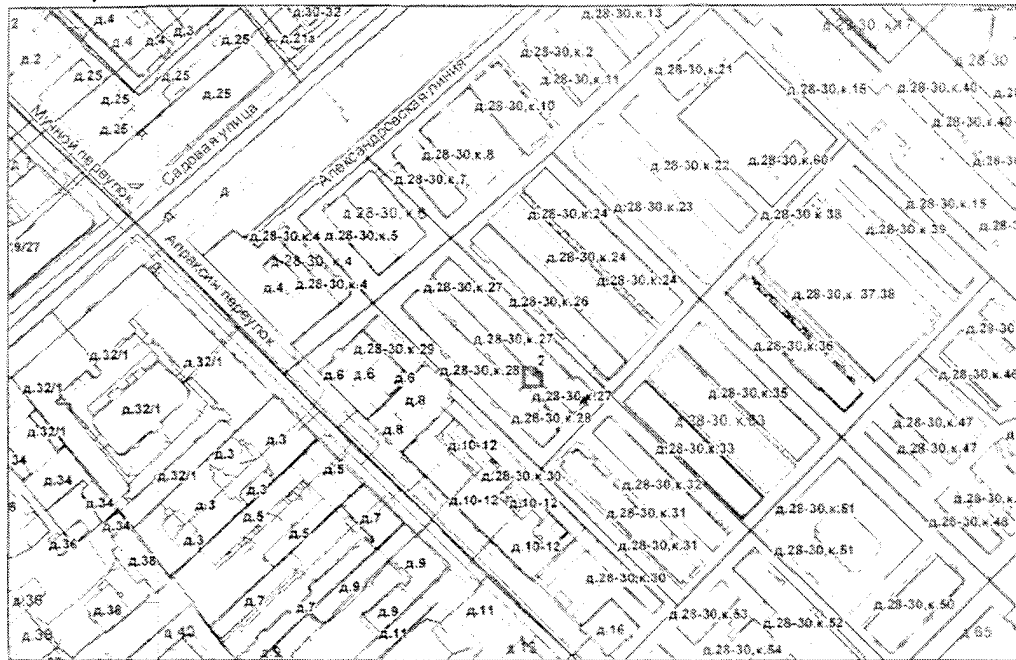 д.4
д.4
д.4
д.3
д.30-32
д.21а
д.28-30, к.13
д.2
д.25
д.25
д.25
д.25
д.25
д.25
д.28-30, к.2
д.28-30, к.11
д.28-30, к.21
д.28-30
д.28-30, к.40
д.28-30, к.40
Мучной переулок
Садовая улица
Александровская линия
Апраксин переулок
д.28-30, к.10
д.28-30, к.8
д.28-30, к.7
д.28-30, к.22
д.28-30, к.60
д.28-30, к.6
д.28-30, к.5
д.28-30, к.4
д.28-30, к.4
д.28-30, к.4
д.4
д.28-30, к.24
д.28-30, к.23
д.28-30, к.24
д.28-30, к.24
д.28-30, к.38
д.28-30, к.15
д.28-30, к.39
д.28-30, к.37,38
9/27
д.28-30, к.27
д.28-30, к.26
д.28-30, к.27
д.28-30, к.29
д.28-30, к.28
д.28-30, к.27
д.28-30, к.28
д.28-30, к.36
д.28-30, к.35
д.28-30, к.33
д.28-30, к.46
д.28-30, к.47
д.28-30, к.47
д.28-30, к.48
д.6
д.6
д.6
д.8
д.8
д.32/1
д.32/1
д.32/1
д.32/1
д.32/1
д.3
д.3
д.3
д.3
д.3
д.34
д.34
д.34
д.36
д.38
д.5
д.5
д.5
д.10-12
д.10-12
д.10-12
д.10-12
д.28-30, к.30
д.28-30, к.32
д.28-30, к.31
д.28-30, к.31
д.28-30, к.30
д.28-30, к.51
д.28-30, к.51
д.7
д.7
д.7
д.9
д.9
д.9
д.11
д.11
д.16
д.28-30, к.53
д.28-30, к.52
д.28-30, к.54
д.28-30, к.50
д.38
д.40